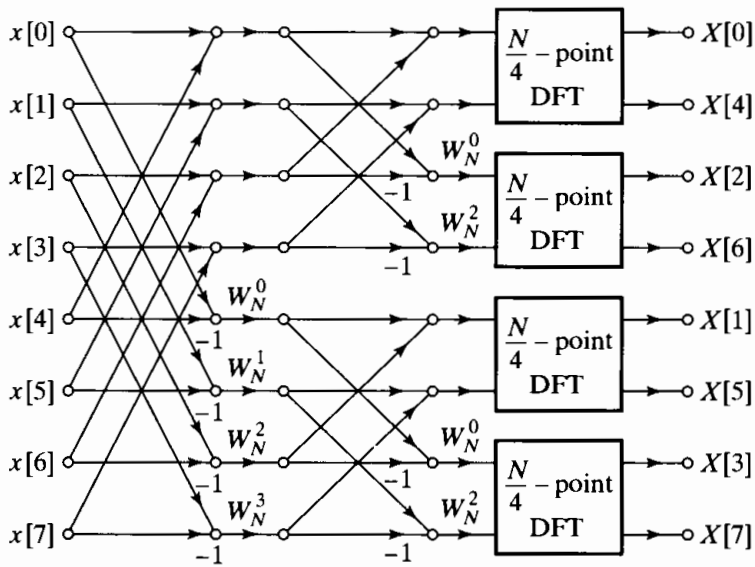 x[0]
N/4 – point
DFT
X[0]
x[1]
X[4]
x[2]
W_N^0
-1
N/4 – point
DFT
X[2]
x[3]
W_N^2
-1
X[6]
x[4]
W_N^0
-1
N/4 – point
DFT
X[1]
x[5]
W_N^1
-1
X[5]
x[6]
W_N^2
-1
W_N^0
-1
N/4 – point
DFT
X[3]
x[7]
W_N^3
-1
W_N^2
-1
X[7]